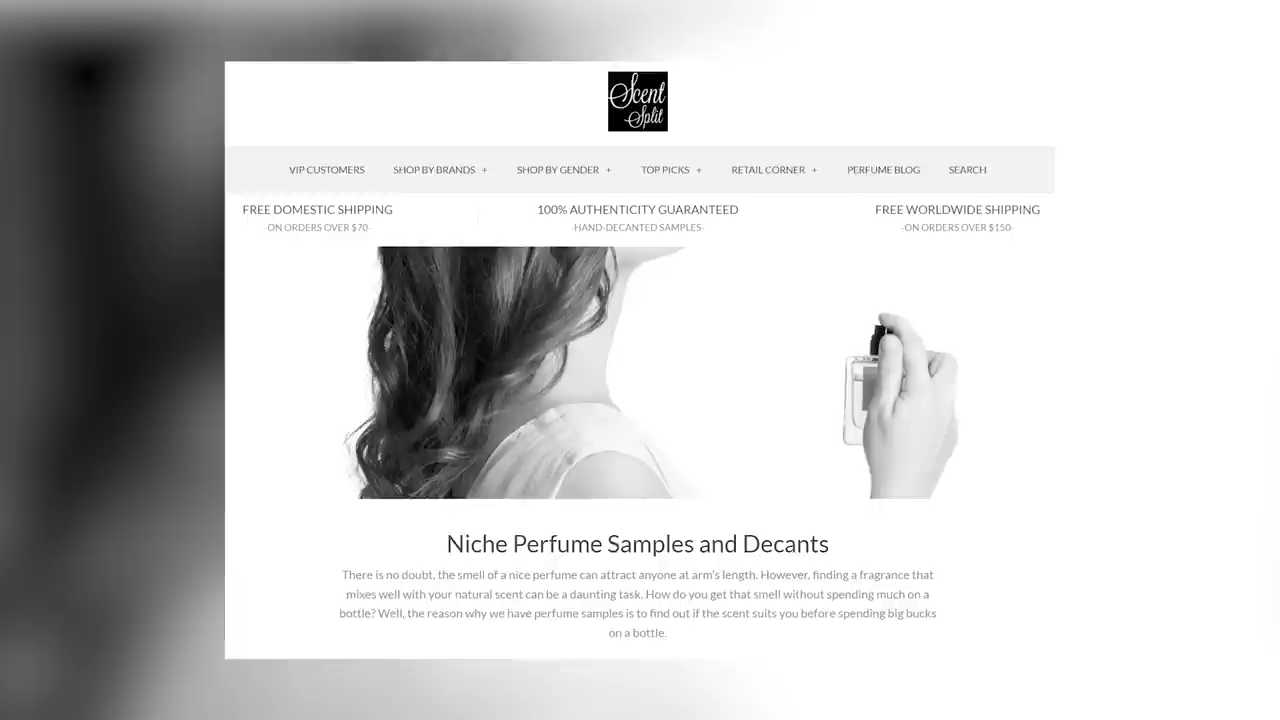 Scent
Split
VIP CUSTOMERS SHOP BY BRANDS + SHOP BY GENDER + TOP PICKS + RETAIL CORNER + PERFUME BLOG SEARCH
FREE DOMESTIC SHIPPING 100% AUTHENTICITY GUARANTEED FREE WORLDWIDE SHIPPING
-ON ORDERS OVER $70- -HAND-DECANTED SAMPLES- -ON ORDERS OVER $150-
Niche Perfume Samples and Decants
There is no doubt, the smell of a nice perfume can attract anyone at arm's length. However, finding a fragrance that
mixes well with your natural scent can be a daunting task. How do you get that smell without spending much on a
bottle? Well, the reason why we have perfume samples is to find out if the scent suits you before spending big bucks
on a bottle.